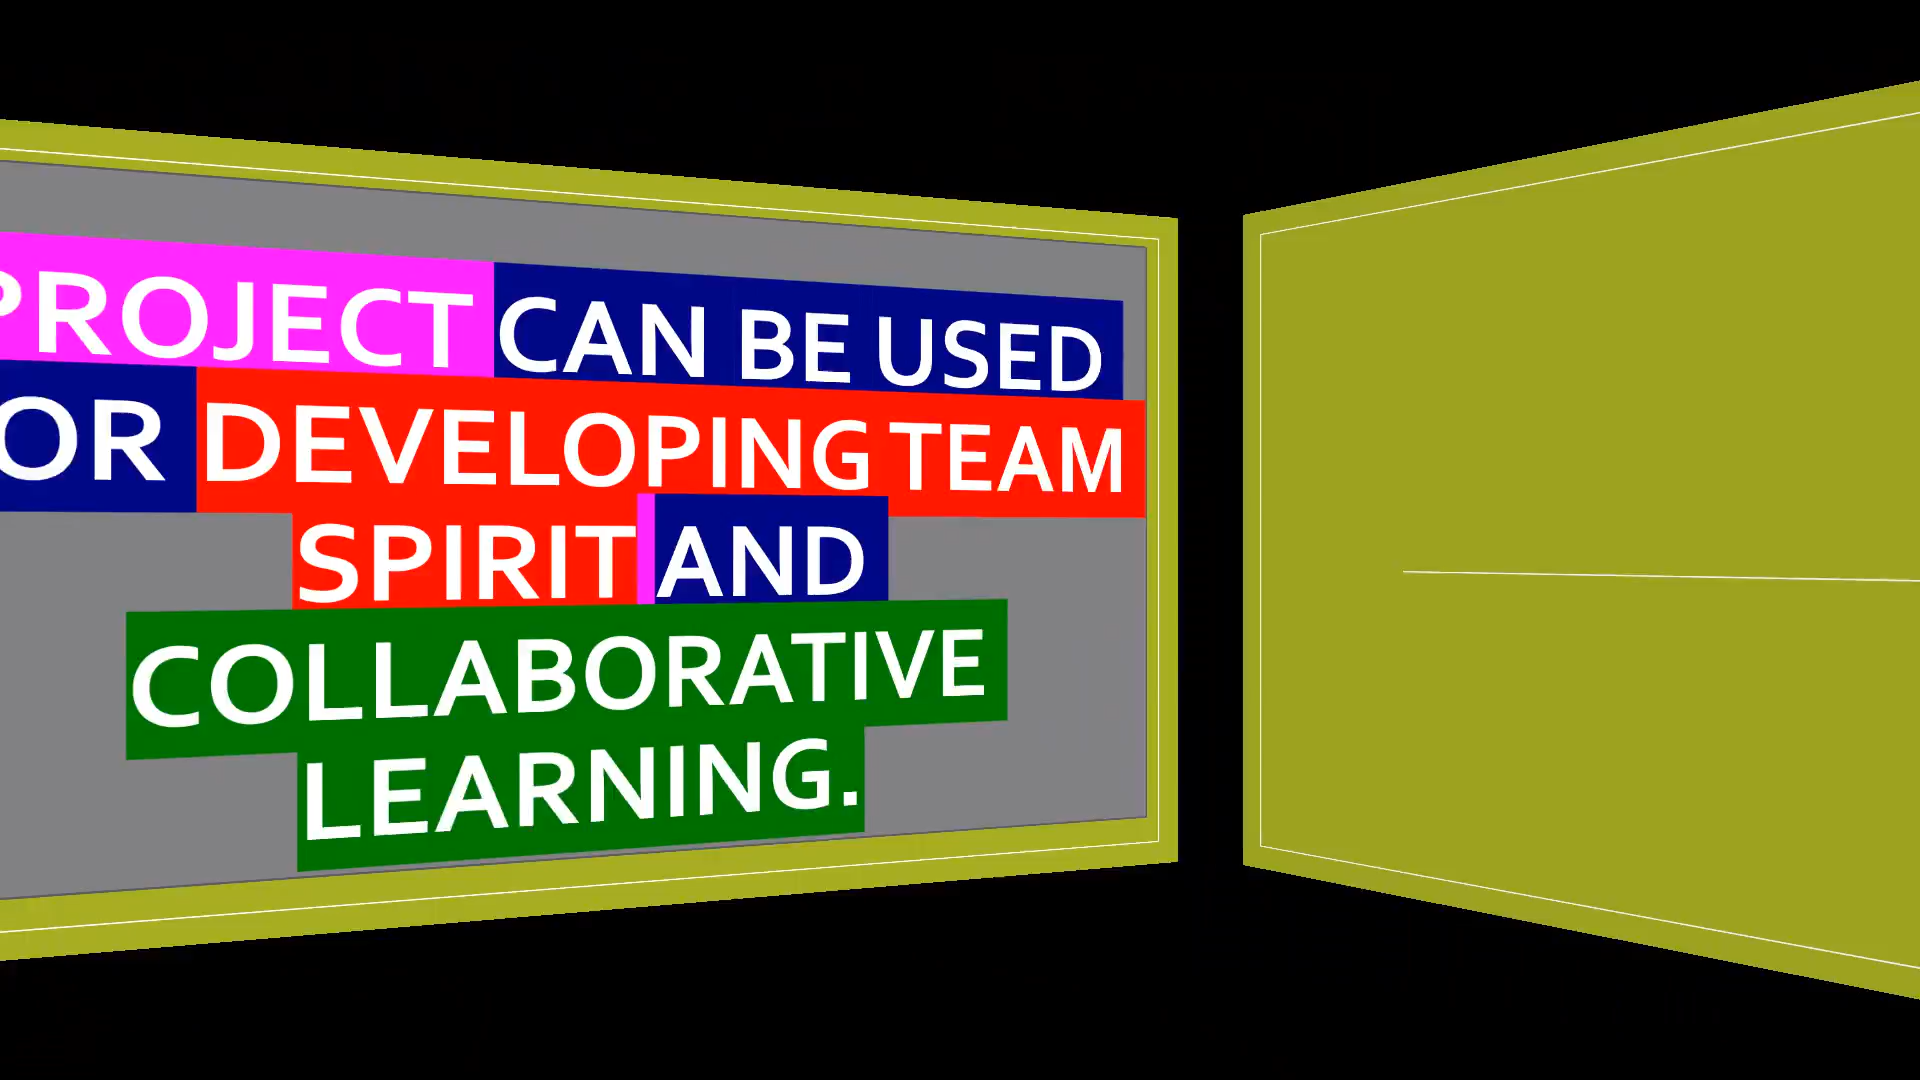 PROJECT CAN BE USED
OR DEVELOPING TEAM
SPIRIT AND
COLLABORATIVE
LEARNING.